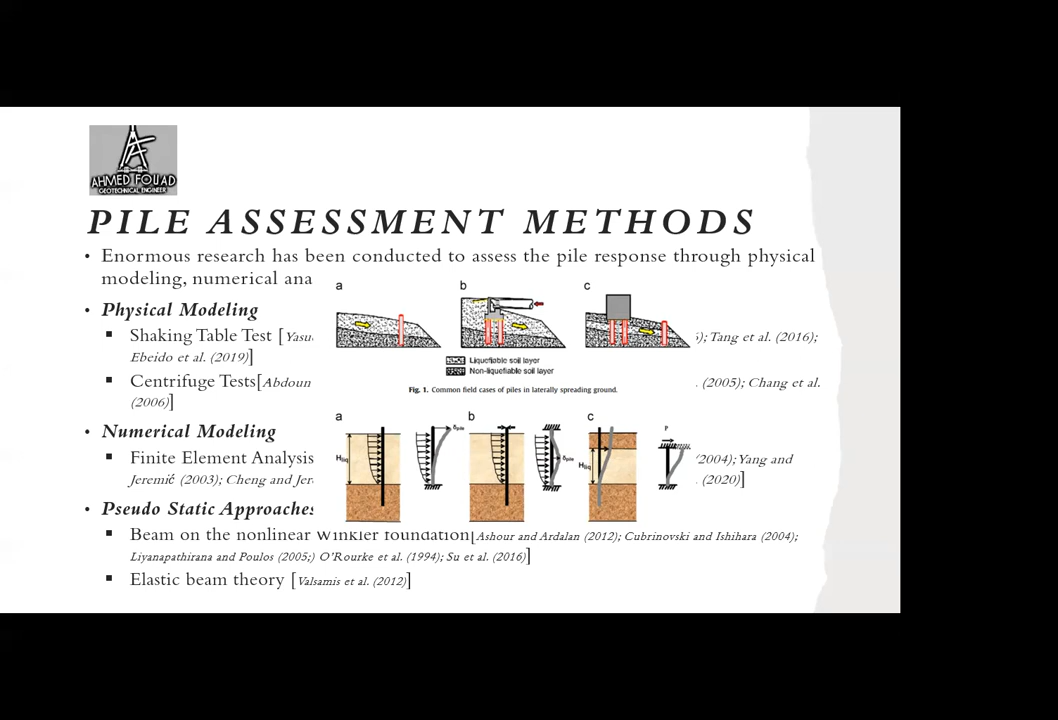 AHMED FOUAD
GEOTECHNICAL ENGINEER
PILE ASSESSMENT METHODS
• Enormous research has been conducted to assess the pile response through physical
modeling, numerical ana
• Physical Modeling
▪ Shaking Table Test [Yasu
); Tang et al. (2016);
Ebeido et al. (2019)]
▪ Centrifuge Tests[Abdoun
. (2005); Chang et al.
(2006)]
• Numerical Modeling
▪ Finite Element Analysis
(2004); Yang and
Jeremić (2003); Cheng and Jer
. (2020)]
• Pseudo Static Approaches
▪ Beam on the nonlinear Winkler foundation[Ashour and Ardalan (2012); Cubrinovski and Ishihara (2004);
Liyanapathirana and Poulos (2005;) O'Rourke et al. (1994); Su et al. (2016)]
▪ Elastic beam theory [Valsamis et al. (2012)]
a b c
Liquefiable soil layer
Non-liquefiable soil layer
Fig. 1. Common field cases of piles in laterally spreading ground.
a b c
Hliq δpile δpile Hliq P